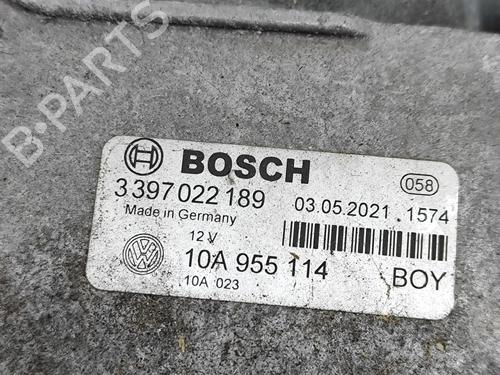 B-PARTS
BOSCH
058
3 397 022 189
03.05.2021 .1574
Made in Germany
12 V
10A 955 114
BOY
10A 023
B-PARTS